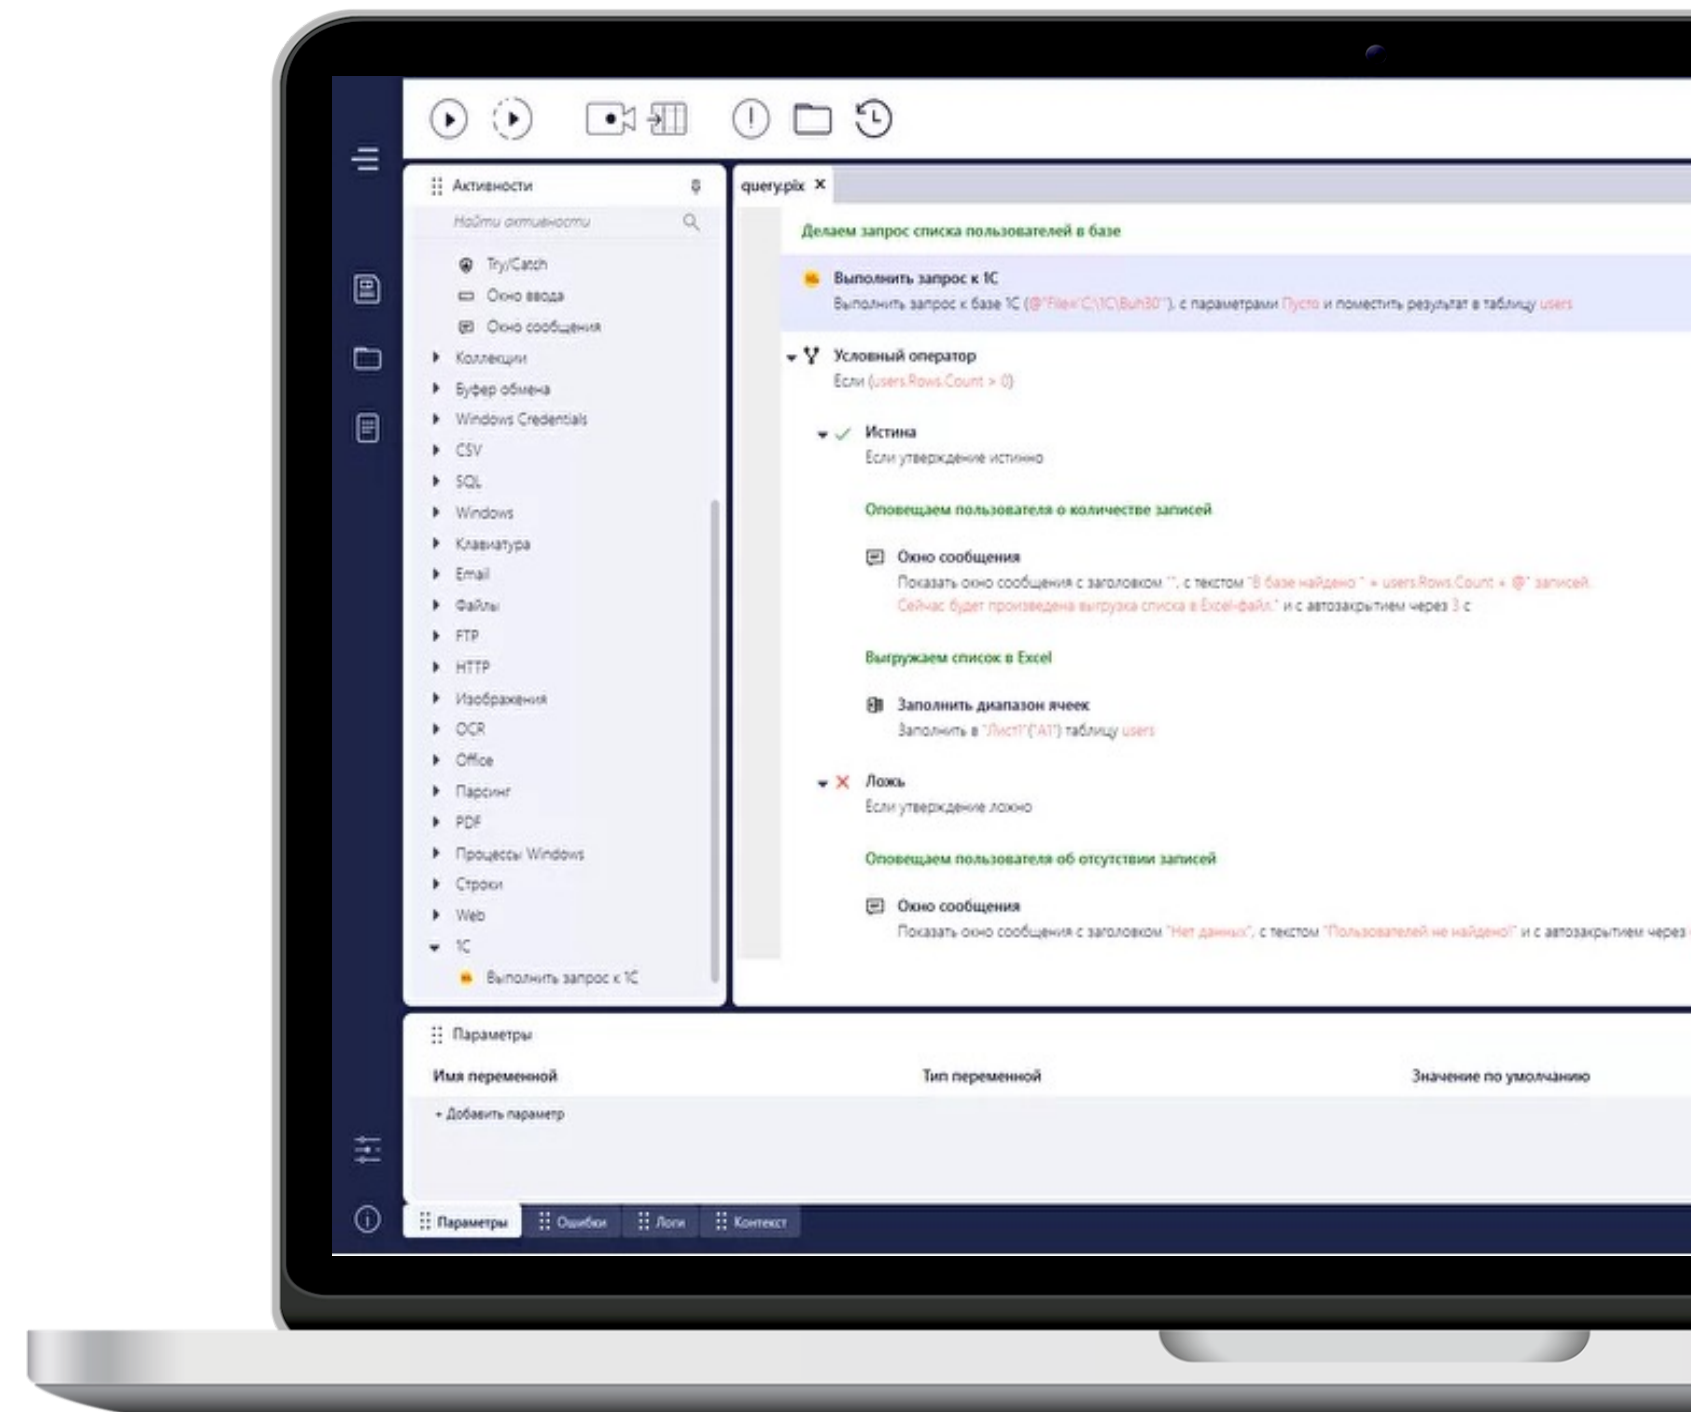 Активности
query.pix
Найти активности
Try/Catch
Окно ввода
Окно сообщения
Коллекции
Буфер обмена
Windows Credentials
CSV
SQL
Windows
Клавиатура
Email
Файлы
FTP
HTTP
Изображения
OCR
Office
Парсинг
PDF
Процессы Windows
Строки
Web
1C
Выполнить запрос к 1C
Делаем запрос списка пользователей в базе
Выполнить запрос к 1C
Выполнить запрос к базе 1C (@"File='C:\1C\Buh30'"), с параметрами Пусто и поместить результат в таблицу users
Условный оператор
Если (users.Rows.Count > 0)
Истина
Если утверждение истинно
Оповещаем пользователя о количестве записей
Окно сообщения
Показать окно сообщения с заголовком "", с текстом "В базе найдено " + users.Rows.Count + @" записей.
Сейчас будет произведена выгрузка списка в Excel-файл." и с автозакрытием через 3 с
Выгружаем список в Excel
Заполнить диапазон ячеек
Заполнить в "Лист1"("A1") таблицу users
Ложь
Если утверждение ложно
Оповещаем пользователя об отсутствии записей
Окно сообщения
Показать окно сообщения с заголовком "Нет данных", с текстом "Пользователей не найдено!" и с автозакрытием через
Параметры
Имя переменной
Тип переменной
Значение по умолчанию
+ Добавить параметр
Параметры
Ошибки
Логи
Контекст